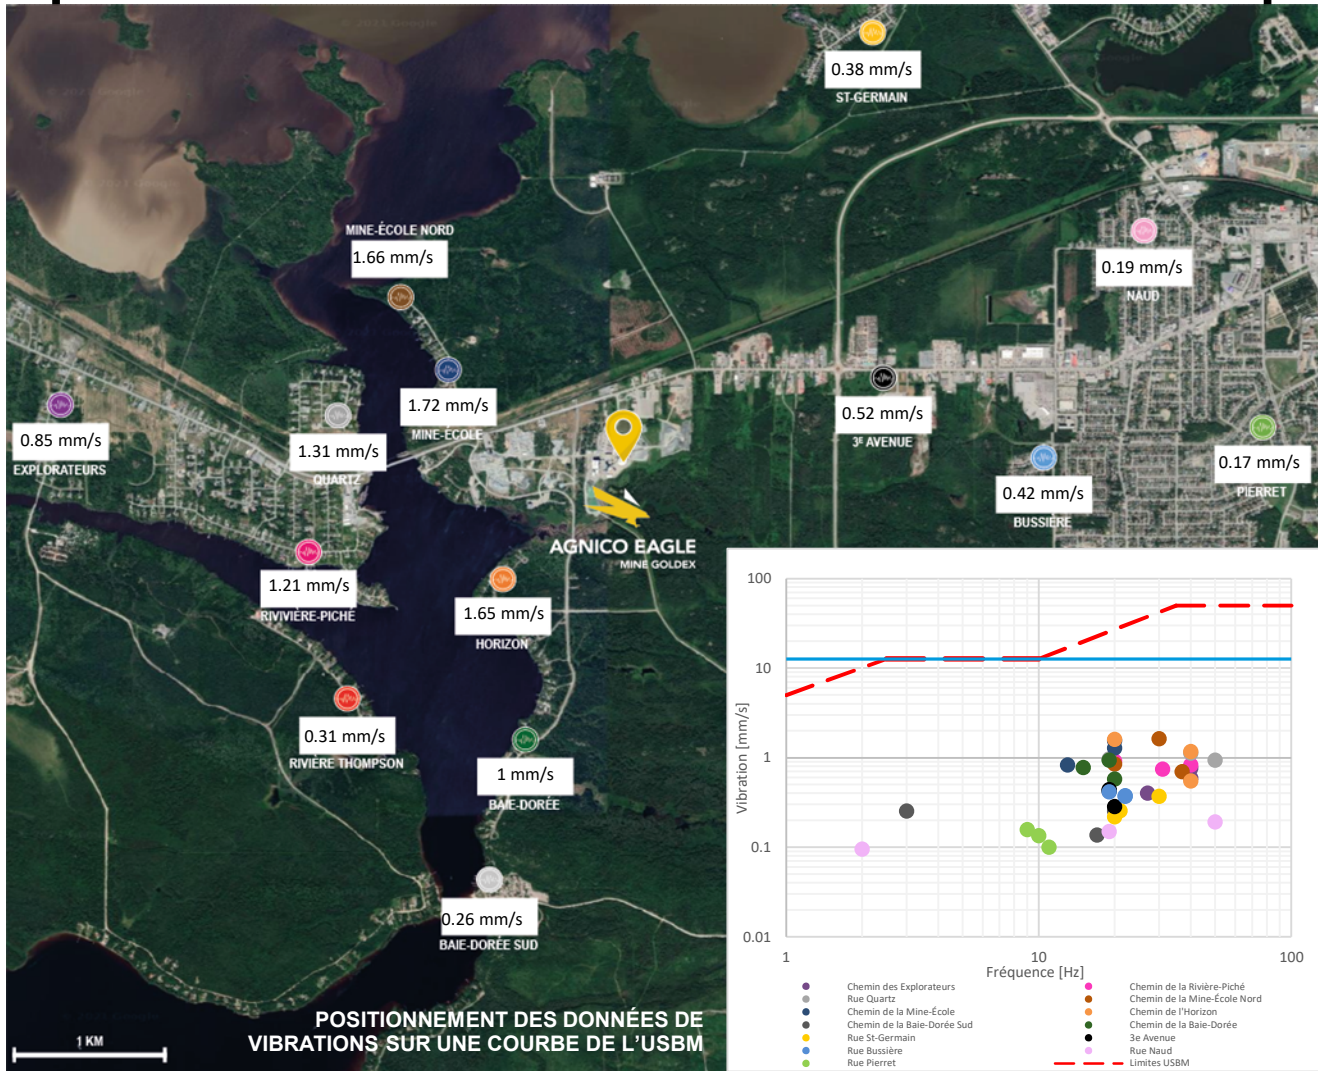 0.38 mm/s
ST-GERMAIN
MINE-ÉCOLE NORD
1.66 mm/s
0.19 mm/s
NAUD
1.72 mm/s
MINE-ÉCOLE
0.85 mm/s
EXPLORATEURS
1.31 mm/s
QUARTZ
0.52 mm/s
3E AVENUE
0.42 mm/s
BUSSIÈRE
0.17 mm/s
PIERRET
AGNICO EAGLE
MINE GOLDEX
1.21 mm/s
RIVIVIÈRE-PICHÉ
1.65 mm/s
HORIZON
0.31 mm/s
RIVIÈRE THOMPSON
1 mm/s
BAIE-DORÉE
0.26 mm/s
BAIE-DORÉE SUD
POSITIONNEMENT DES DONNÉES DE
VIBRATIONS SUR UNE COURBE DE L'USBM
1 KM
Vibration [mm/s]
100
10
1
0.1
0.01
1
10
100
Fréquence [Hz]
Chemin des Explorateurs
Chemin de la Rivière-Piché
Rue Quartz
Chemin de la Mine-École Nord
Chemin de la Mine-École
Chemin de l'Horizon
Chemin de la Baie-Dorée Sud
Chemin de la Baie-Dorée
Rue St-Germain
3e Avenue
Rue Bussière
Rue Naud
Rue Pierret
Limites USBM